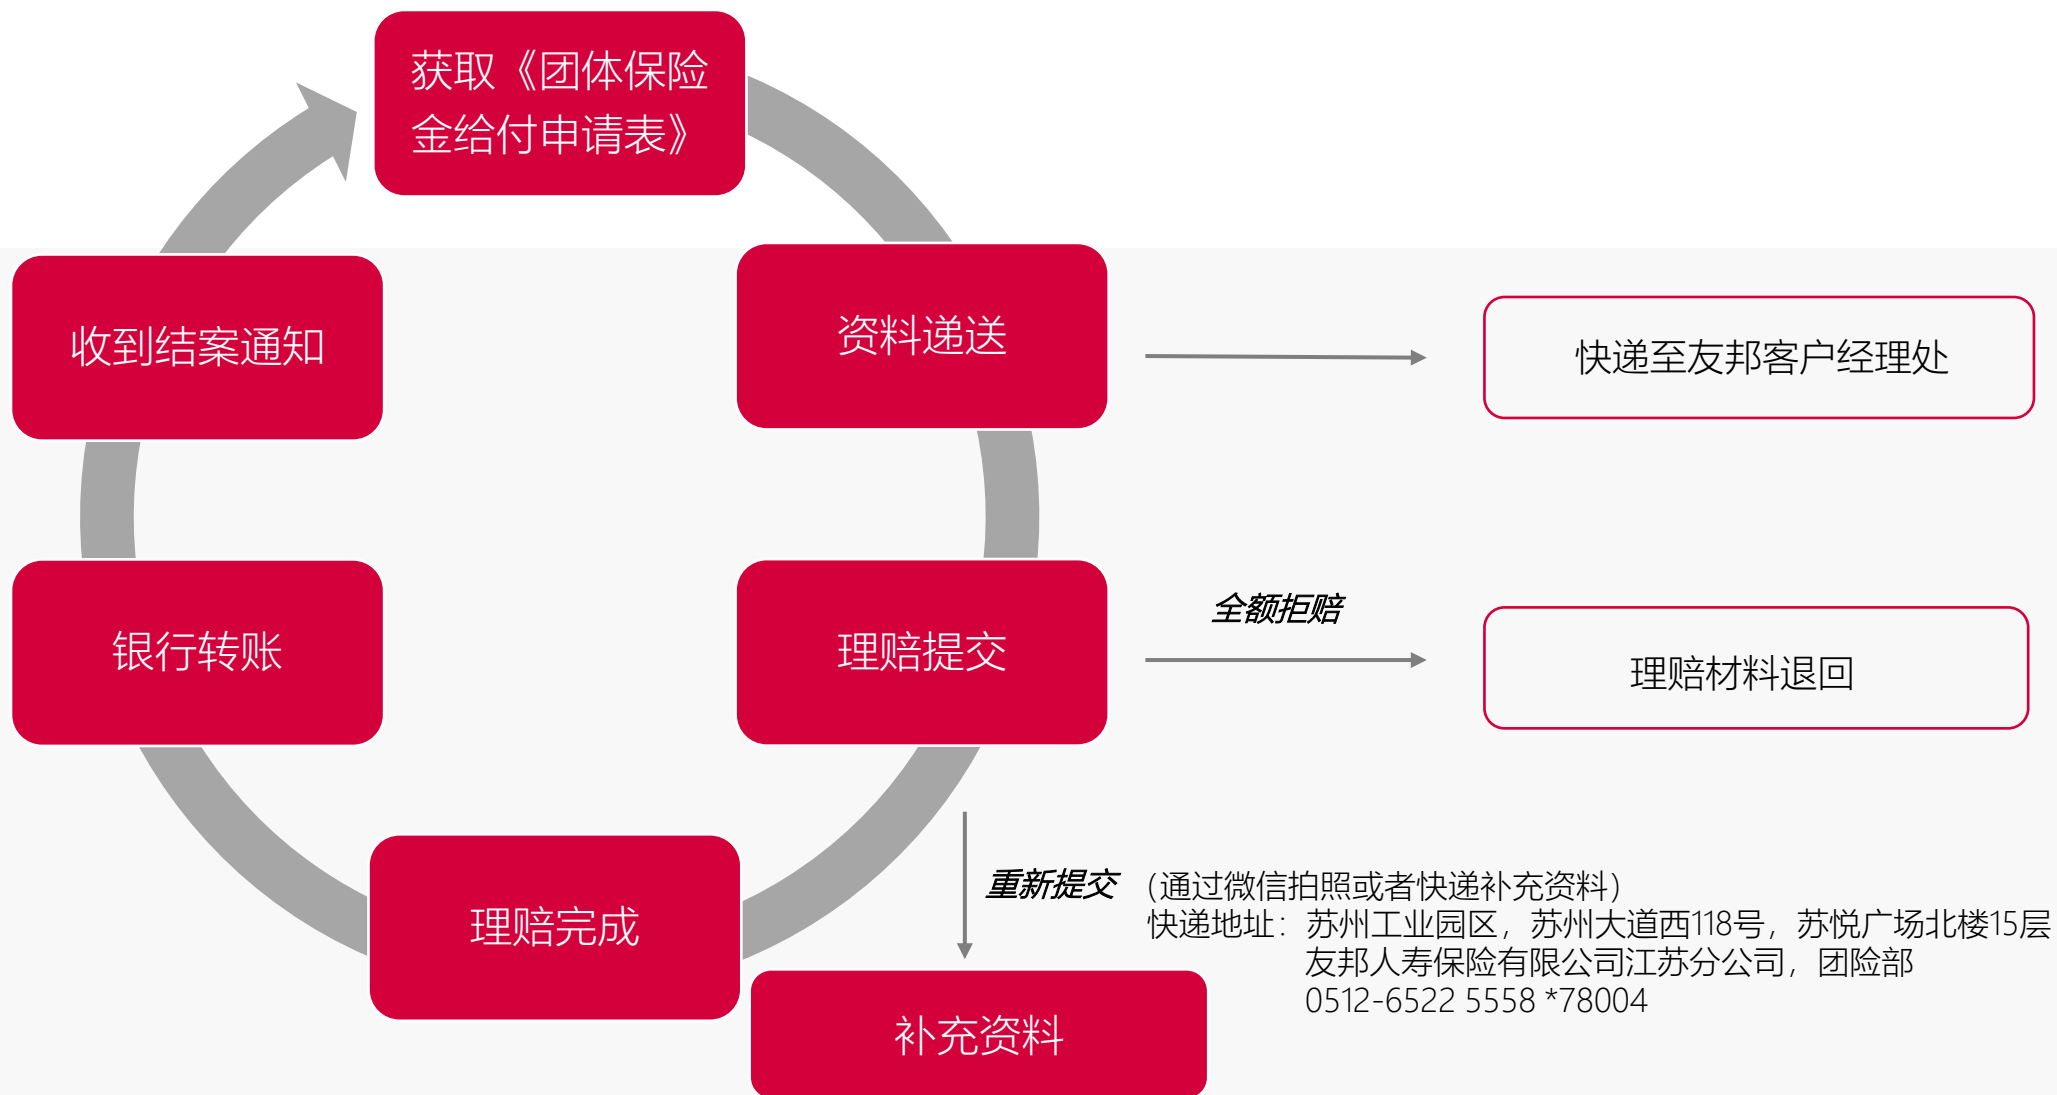 获取《团体保险
金给付申请表》
资料递送
快递至友邦客户经理处
收到结案通知
理赔提交
全额拒赔
理赔材料退回
银行转账
理赔完成
重新提交 (通过微信拍照或者快递补充资料)
快递地址：苏州工业园区，苏州大道西118号，苏悦广场北楼15层
友邦人寿保险有限公司江苏分公司，团险部
0512-6522 5558 *78004
补充资料